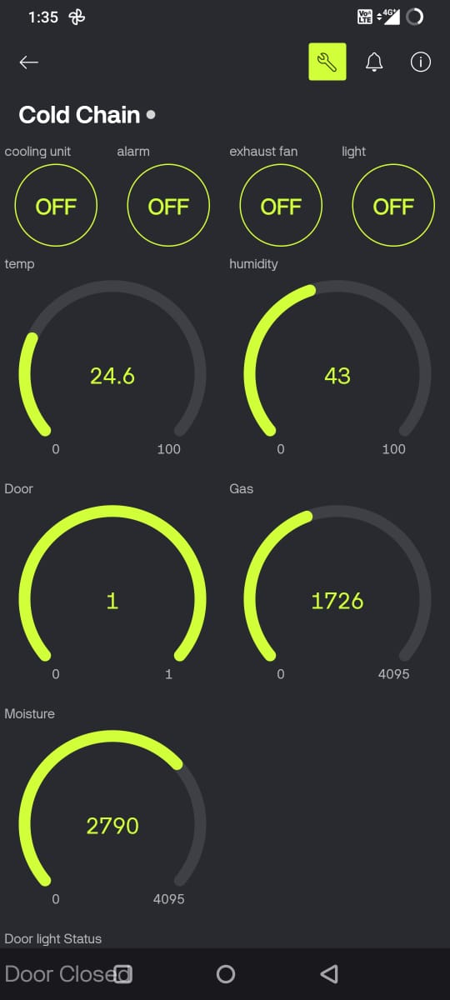 1:35 VoD LTE 4G+
Cold Chain
cooling unit alarm exhaust fan light
OFF OFF OFF OFF
temp humidity
24.6 43
0 100 0 100
Door Gas
1 1726
0 1 0 4095
Moisture
2790
0 4095
Door light Status
Door Closed